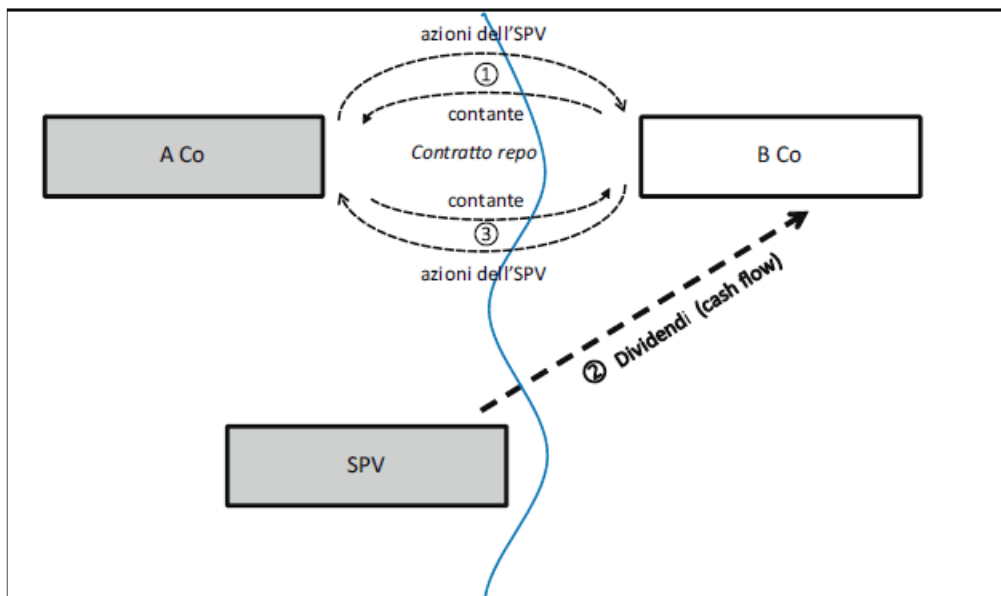 azioni dell'SPV
①
contante
A Co
Contratto repo
B Co
contante
③
azioni dell'SPV
② Dividendi (cash flow)
SPV